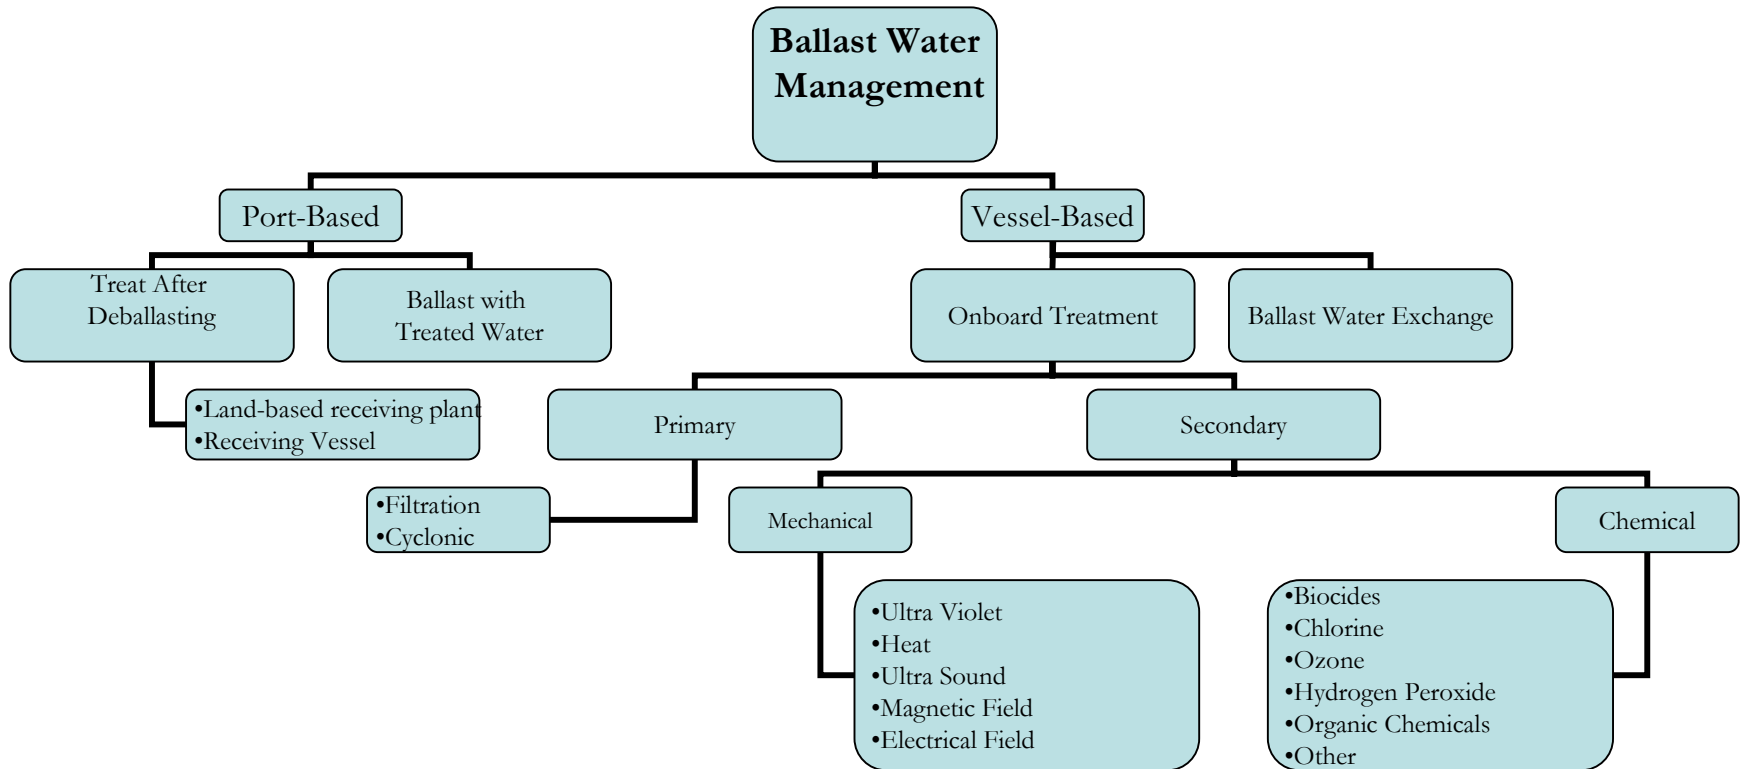 Ballast Water
Management
Port-Based
Vessel-Based
Treat After
Deballasting
Ballast with
Treated Water
Onboard Treatment
Ballast Water Exchange
•Land-based receiving plant
•Receiving Vessel
Primary
Secondary
•Filtration
•Cyclonic
Mechanical
Chemical
•Ultra Violet
•Heat
•Ultra Sound
•Magnetic Field
•Electrical Field
•Biocides
•Chlorine
•Ozone
•Hydrogen Peroxide
•Organic Chemicals
•Other